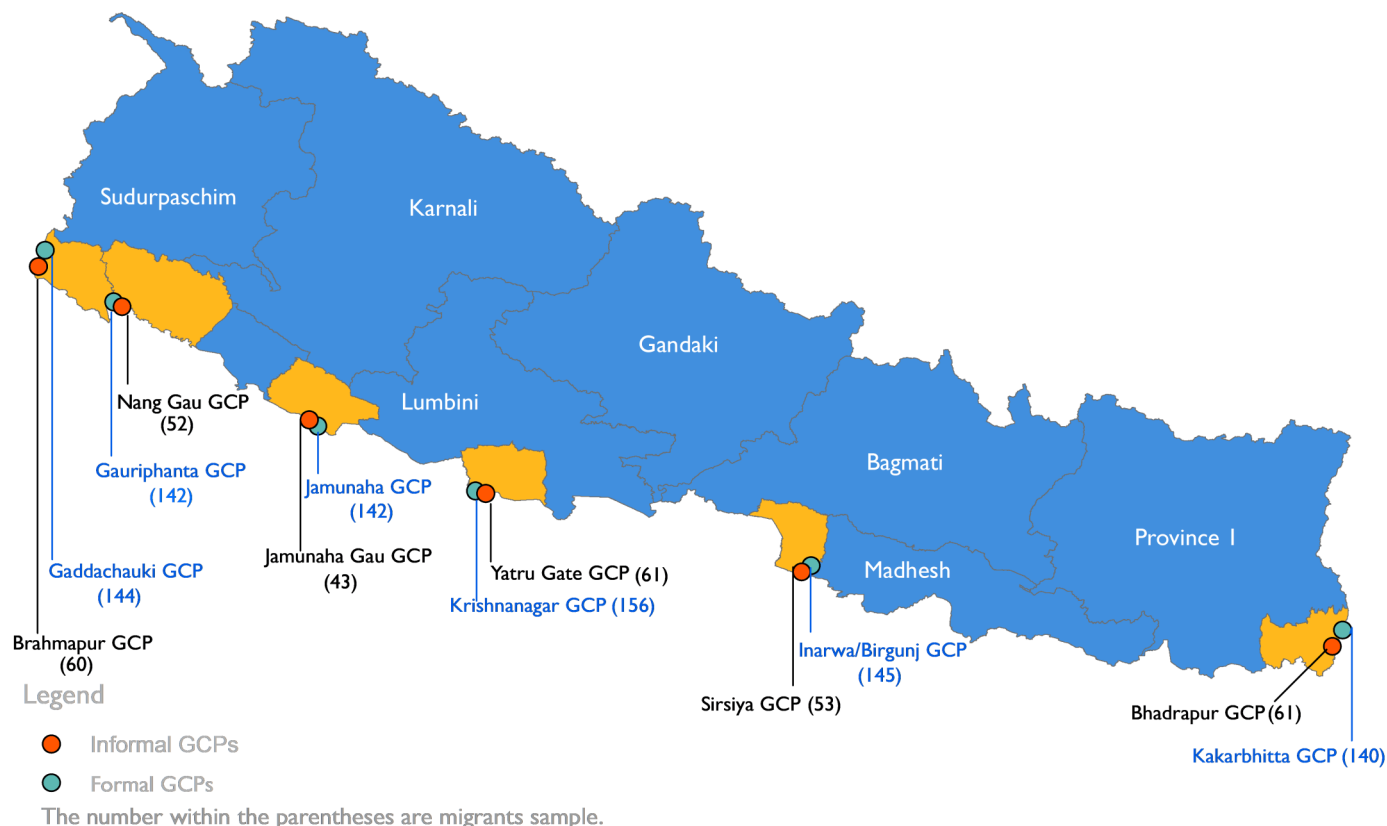 Sudurpaschim
Karnali
Gandaki
Lumbini
Bagmati
Province 1
Madhesh
Nang Gau GCP
(52)
Gauriphanta GCP
(142)
Jamunaha GCP
(142)
Jamunaha Gau GCP
(43)
Gaddachauki GCP
(144)
Yatru Gate GCP (61)
Krishnanagar GCP (156)
Brahmapur GCP
(60)
Inarwa/Birgunj GCP
(145)
Sirsiya GCP (53)
Bhadrapur GCP (61)
Kakarbhitta GCP (140)
Legend
Informal GCPs
Formal GCPs
The number within the parentheses are migrants sample.